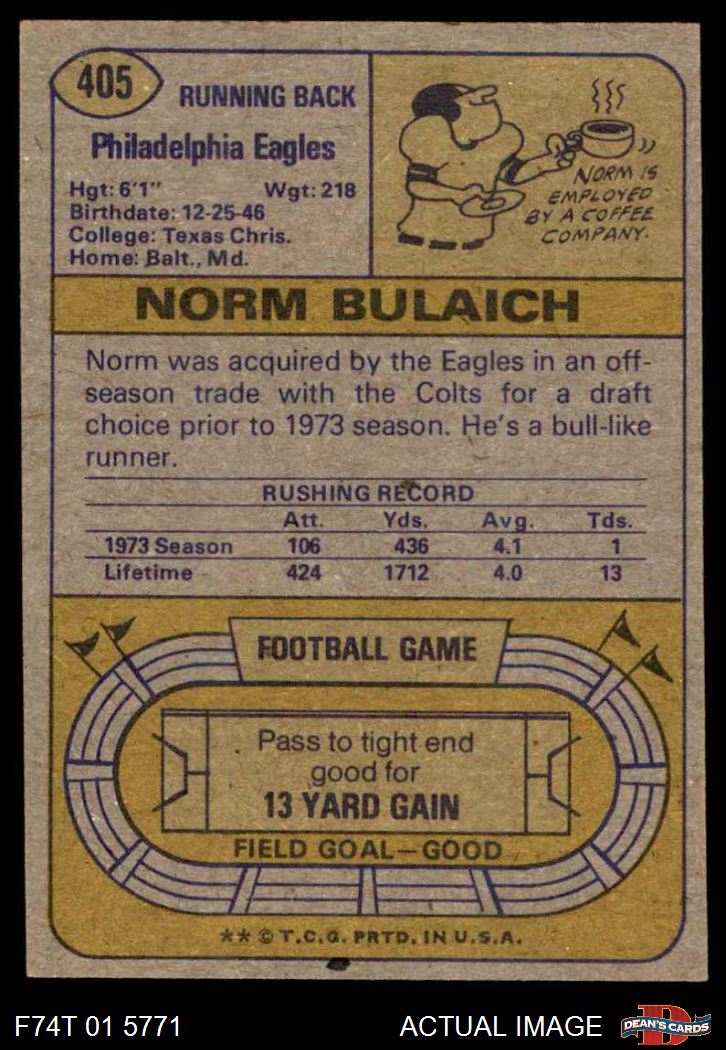 405
RUNNING BACK
Philadelphia Eagles
Hgt: 6'1" Wgt: 218
Birthdate: 12-25-46
College: Texas Chris.
Home: Balt., Md.
NORM IS
EMPLOYED
BY A COFFEE
COMPANY.
NORM BULAICH
Norm was acquired by the Eagles in an off-
season trade with the Colts for a draft
choice prior to 1973 season. He's a bull-like
runner.
RUSHING RECORD
Att. Yds. Avg. Tds.
1973 Season 106 436 4.1 1
Lifetime 424 1712 4.0 13
FOOTBALL GAME
Pass to tight end
good for
13 YARD GAIN
FIELD GOAL—GOOD
** © T.C.G. PRTD. IN U.S.A.
F74T 01 5771 ACTUAL IMAGE
D
DEAN'S CARDS